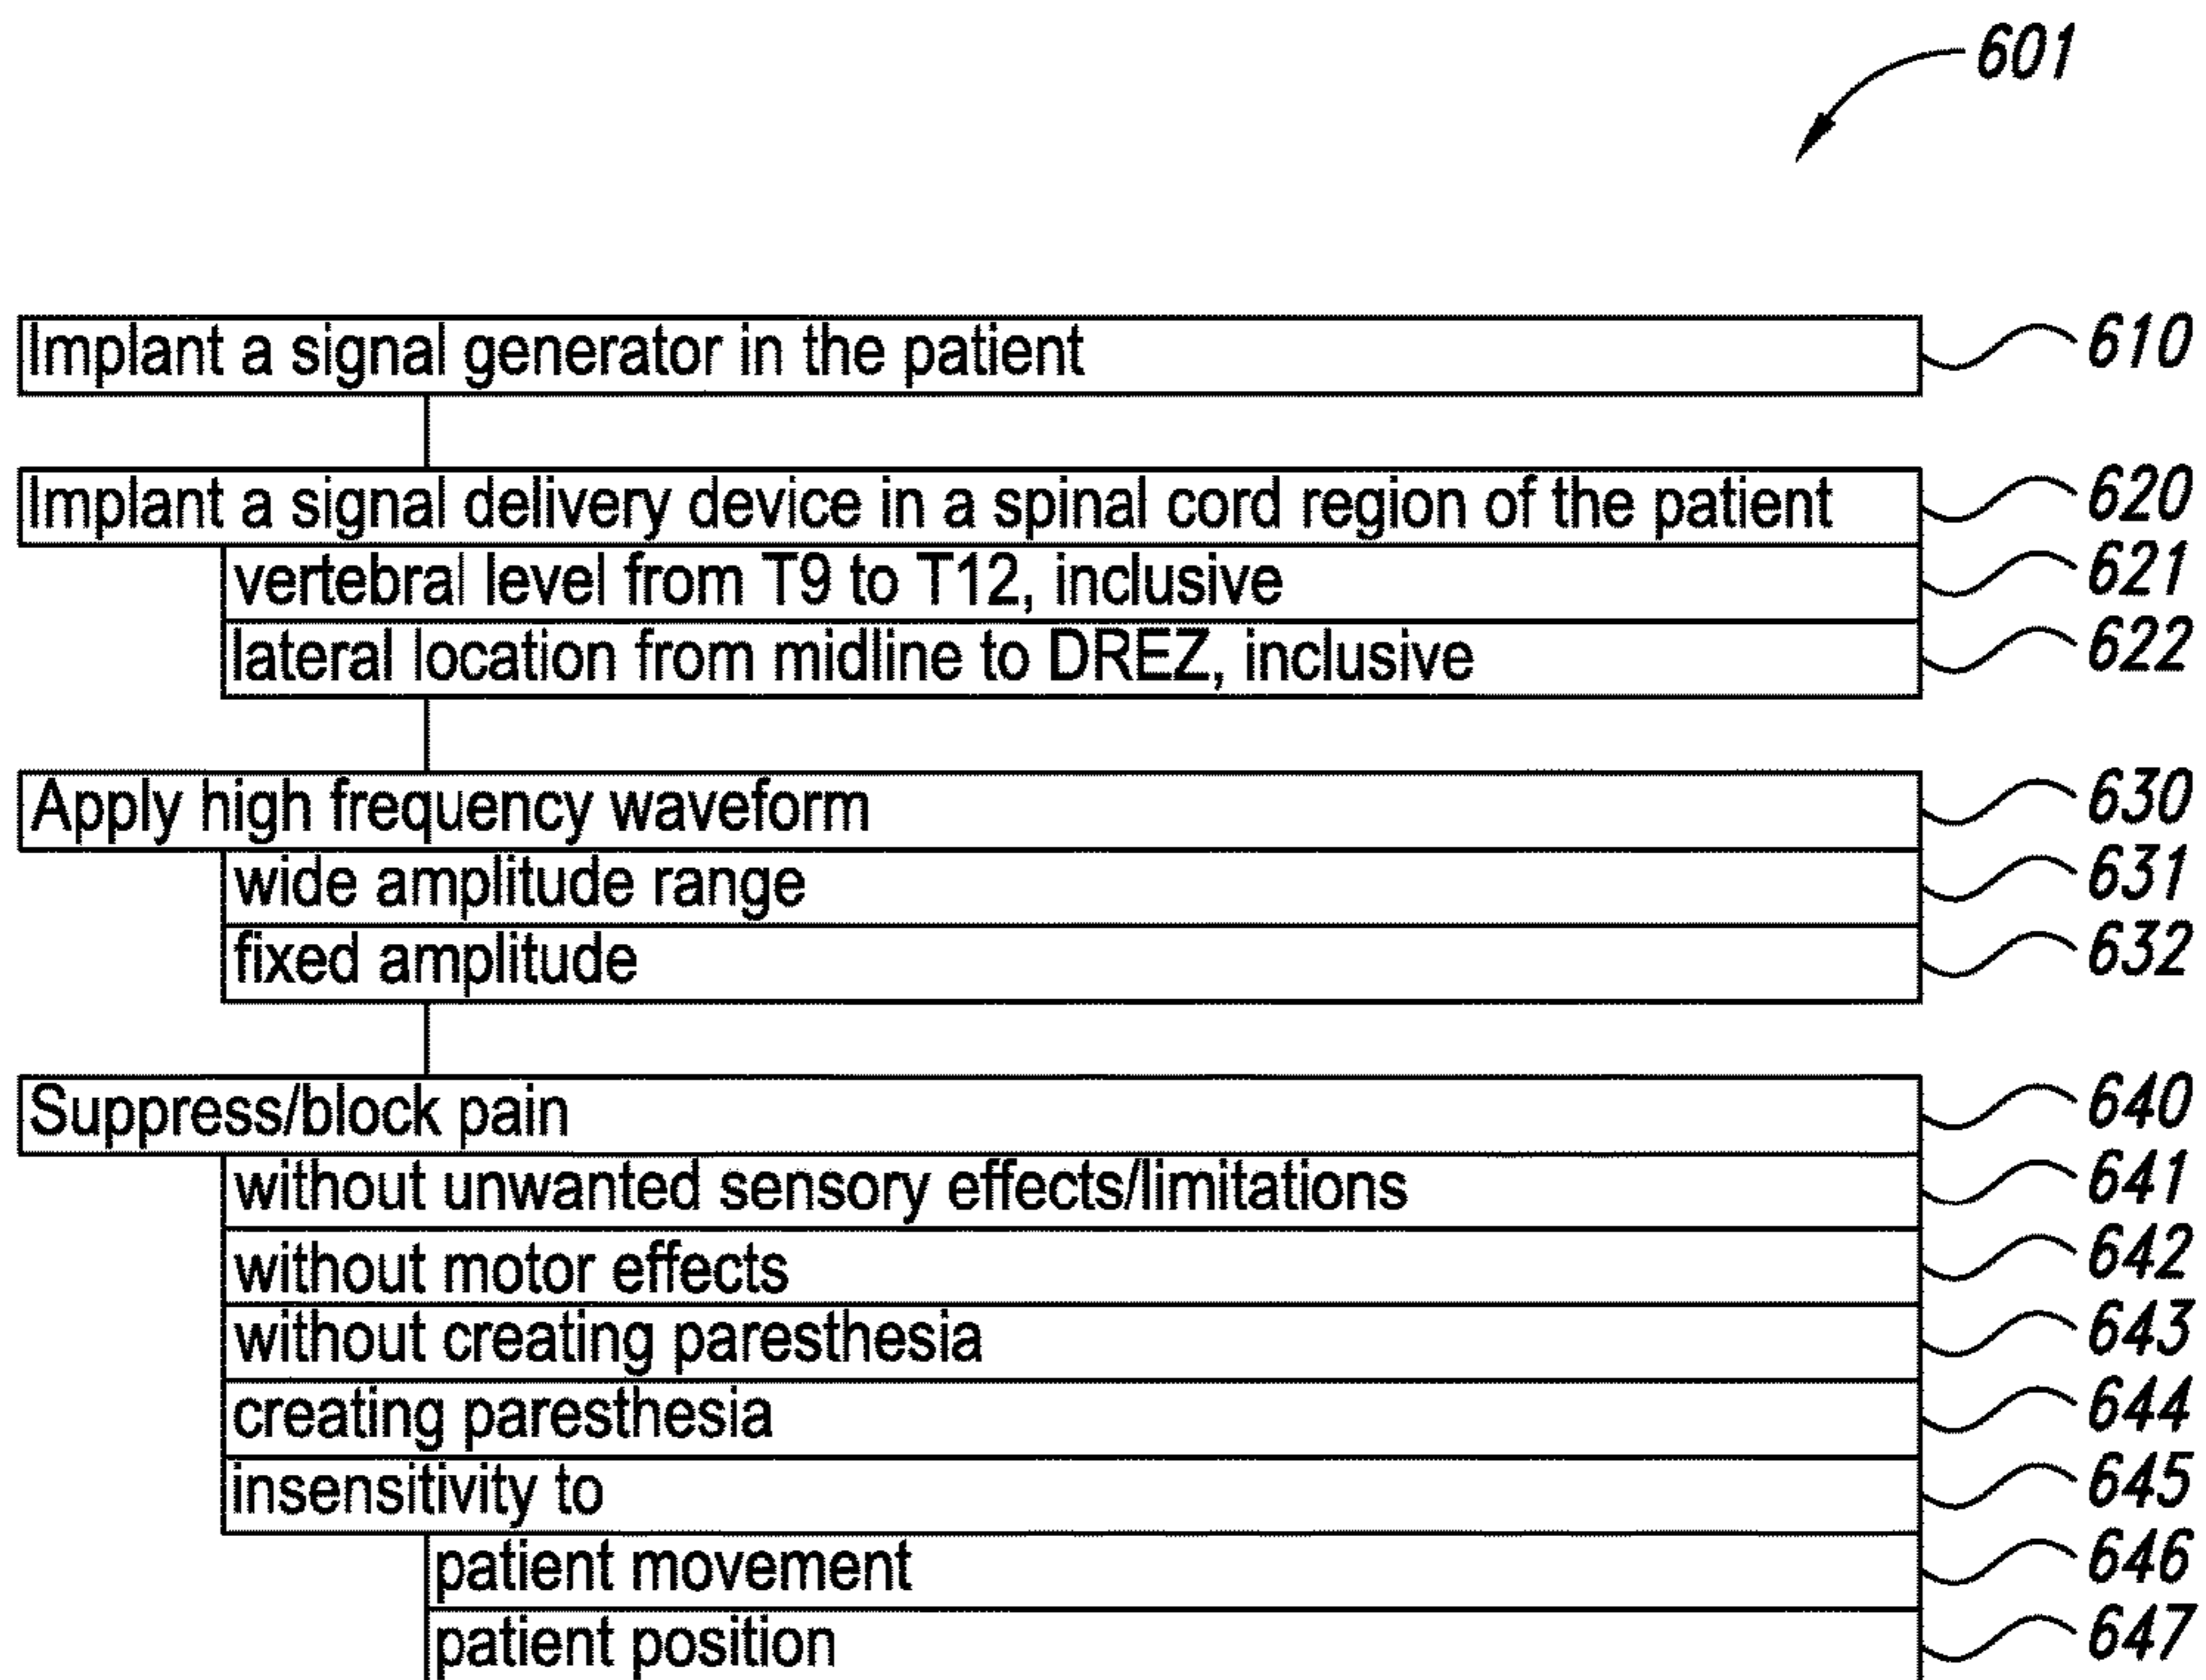 601
Implant a signal generator in the patient 610
Implant a signal delivery device in a spinal cord region of the patient 620
vertebral level from T9 to T12, inclusive 621
lateral location from midline to DREZ, inclusive 622
Apply high frequency waveform 630
wide amplitude range 631
fixed amplitude 632
Suppress/block pain 640
without unwanted sensory effects/limitations 641
without motor effects 642
without creating paresthesia 643
creating paresthesia 644
insensitivity to 645
patient movement 646
patient position 647